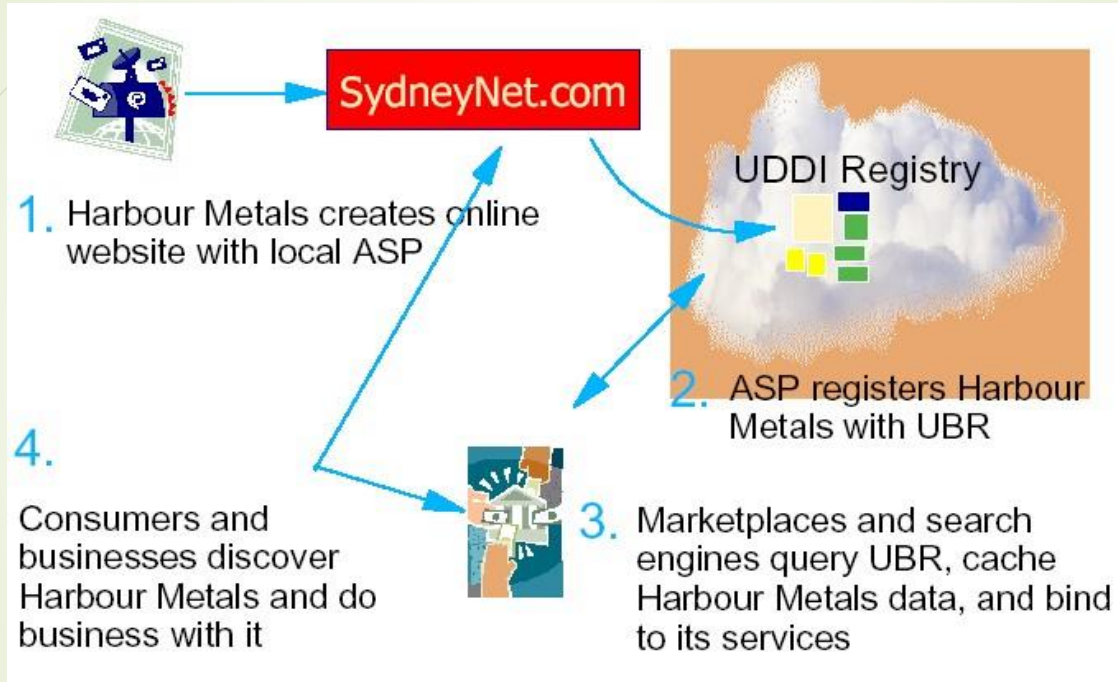 SydneyNet.com
UDDI Registry
1. Harbour Metals creates online
website with local ASP
2. ASP registers Harbour
Metals with UBR
3. Marketplaces and search
engines query UBR, cache
Harbour Metals data, and bind
to its services
4.
Consumers and
businesses discover
Harbour Metals and do
business with it